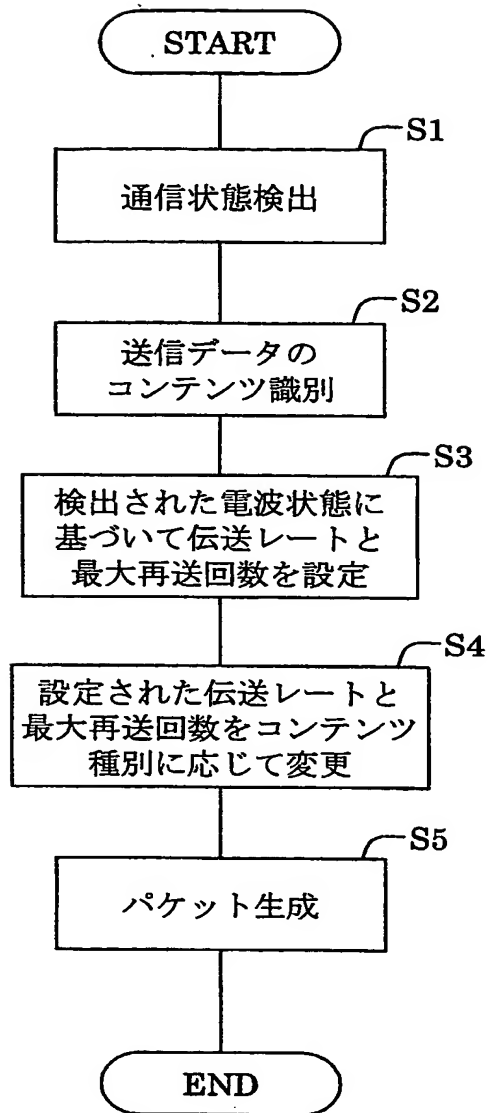 START
S1
通信状態検出
S2
送信データの
コンテンツ識別
S3
検出された電波状態に
基づいて伝送レートと
最大再送回数を設定
S4
設定された伝送レートと
最大再送回数をコンテンツ
種別に応じて変更
S5
パケット生成
END